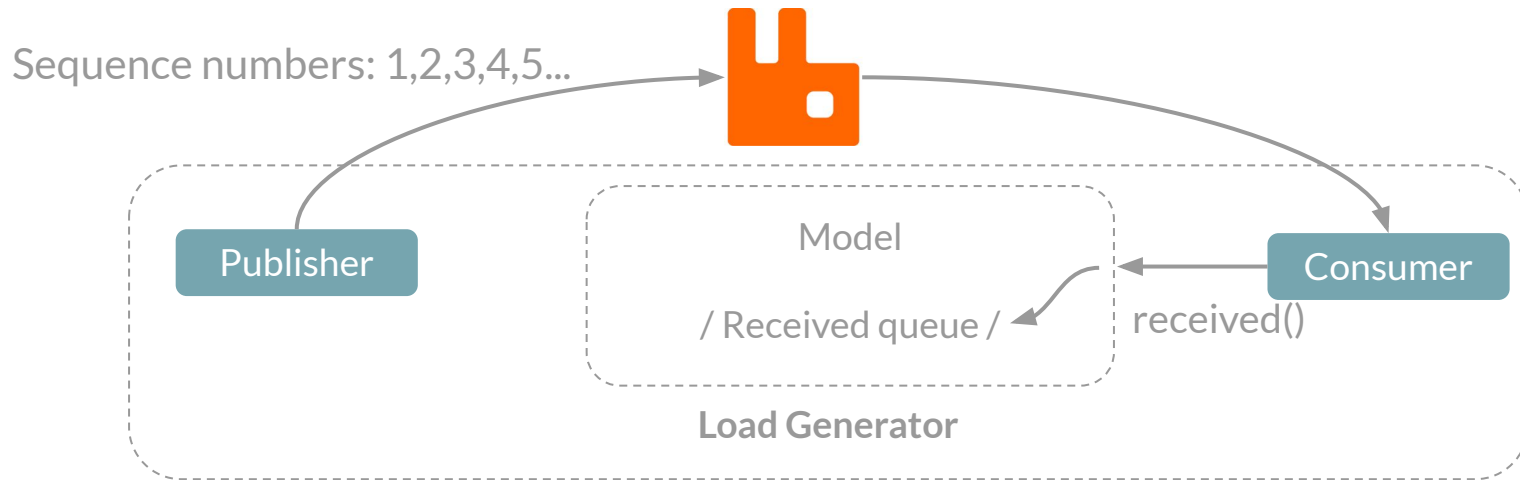 Sequence numbers: 1,2,3,4,5...
Model
Publisher
Consumer
/ Received queue /
received()
Load Generator